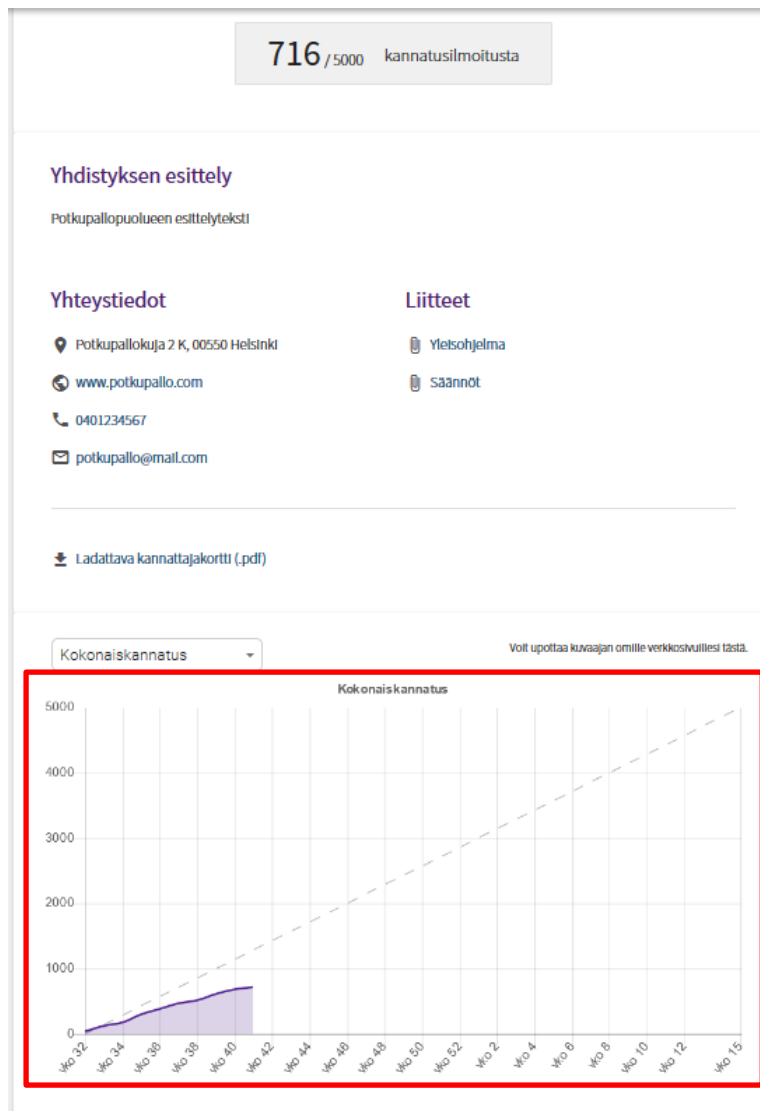 716 / 5000 kannatusilmoitusta
Yhdistyksen esittely
Potkupallopuolueen esittelyteksti
Yhteystiedot
Potkupallokuja 2 K, 00550 Helsinki
www.potkupallo.com
0401234567
potkupallo@mail.com
Liitteet
Yleisohjelma
Säännöt
Ladattava kannattajakortti (.pdf)
Kokonaiskannatus
Voit upottaa kuvaajan omille verkkosivuillesi tästä.
Kokonaiskannatus
5000
4000
3000
2000
1000
0
vko 32 vko 34 vko 36 vko 38 vko 40 vko 42 vko 44 vko 46 vko 48 vko 50 vko 52 vko 2 vko 4 vko 6 vko 8 vko 10 vko 12 vko 15